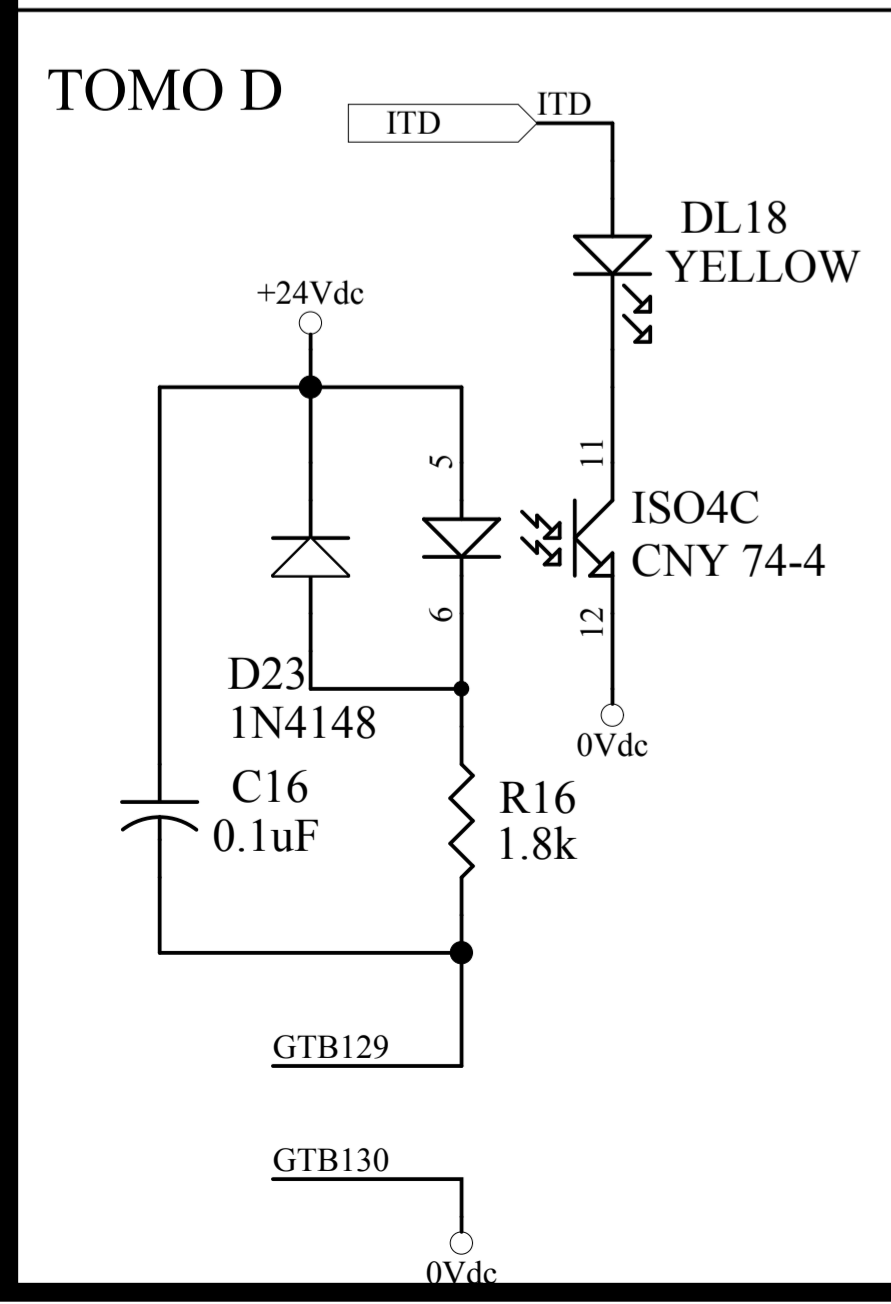 TOMO D
ITD
ITD
DL18
YELLOW
+24Vdc
5
11
ISO4C
CNY 74-4
6
12
D23
1N4148
0Vdc
C16
0.1uF
R16
1.8k
GTB129
GTB130
0Vdc